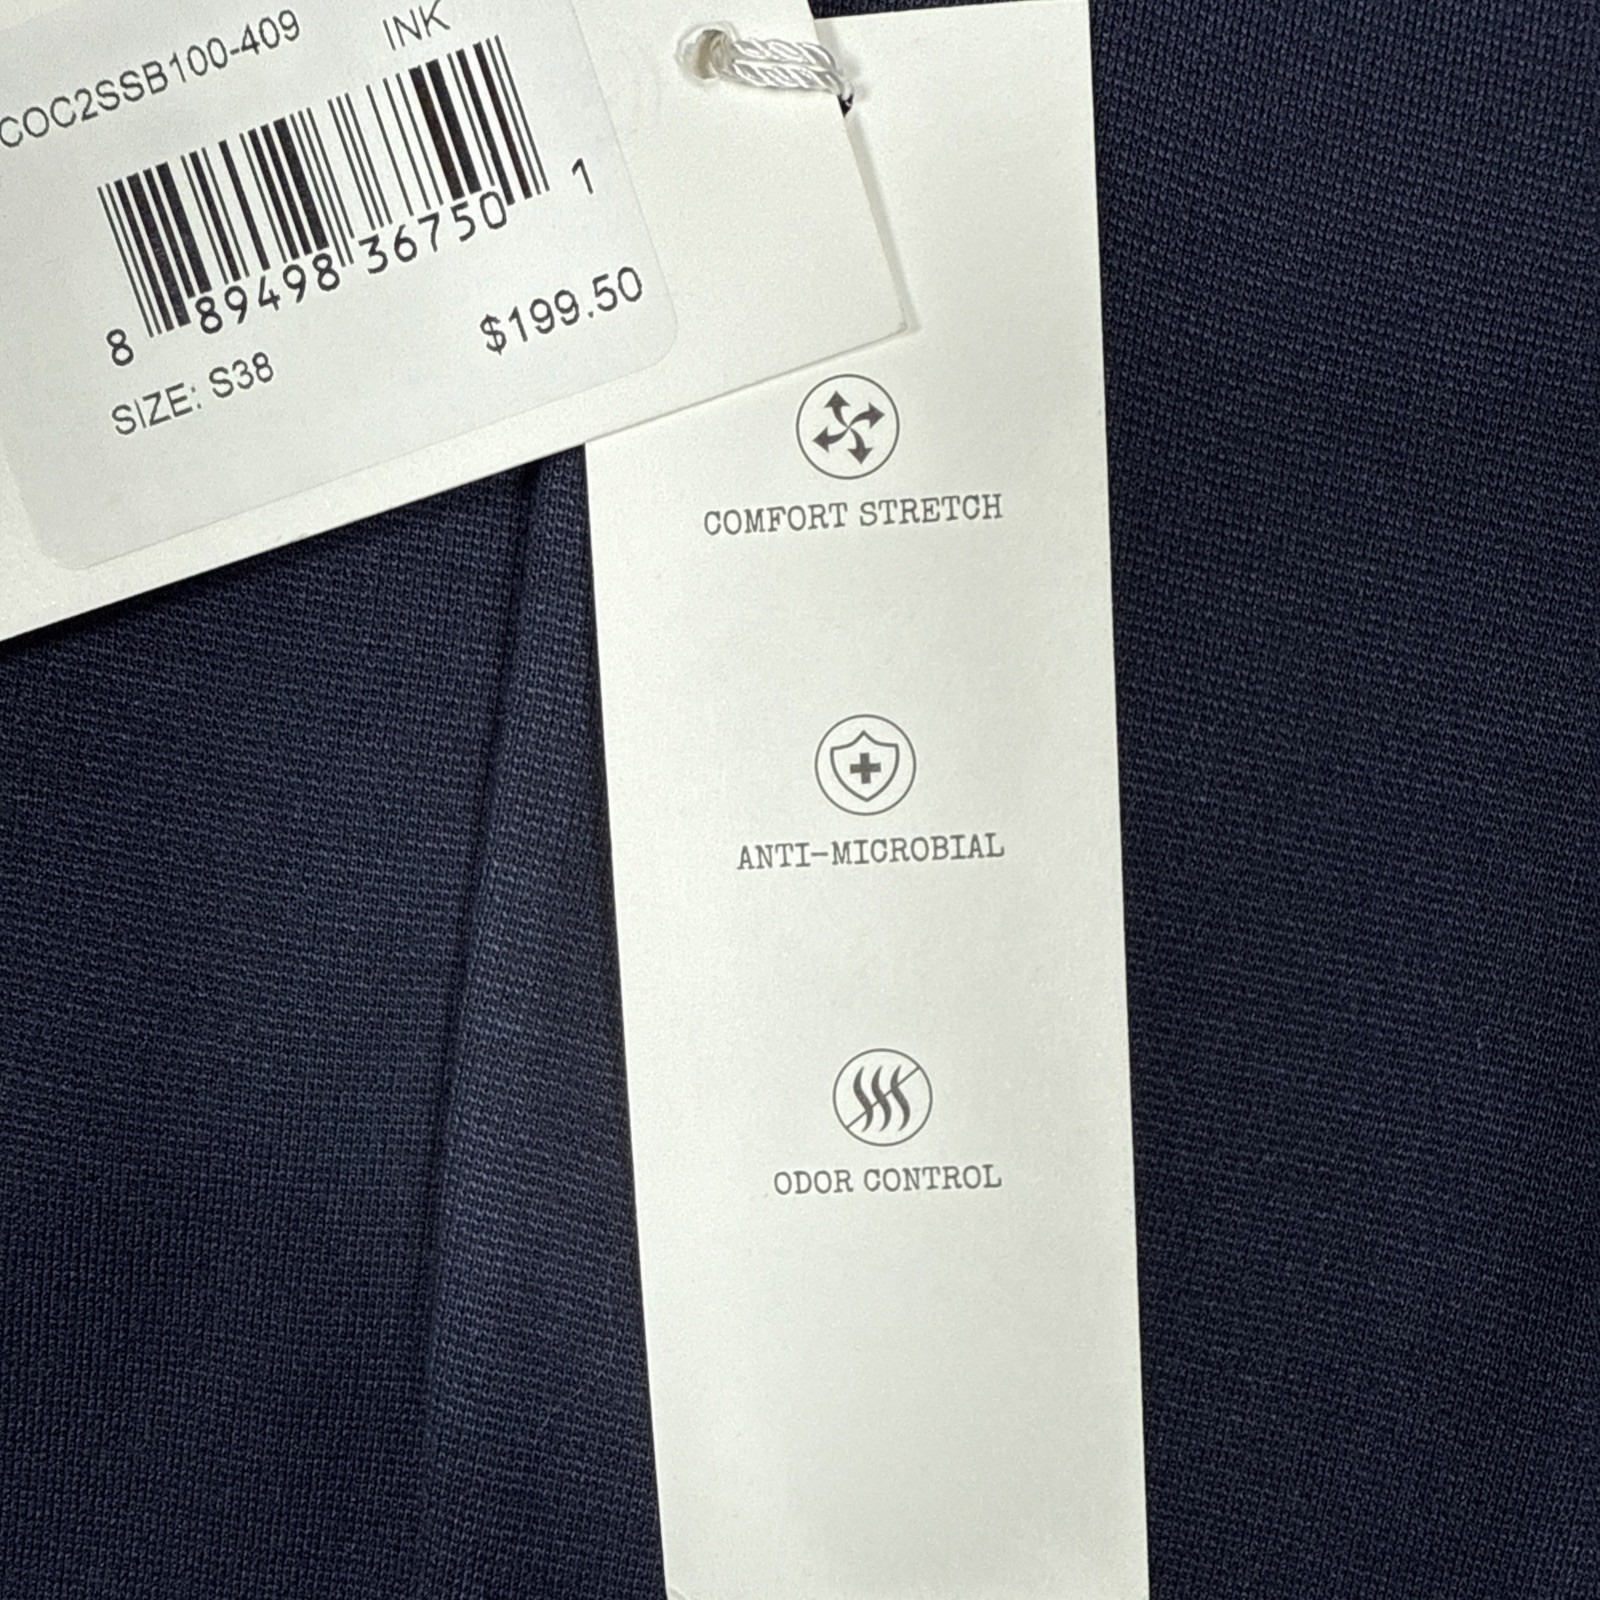 COC2SSB100-409 INK
8 89498 36750 1
SIZE: S38 $199.50
COMFORT STRETCH
ANTI-MICROBIAL
ODOR CONTROL